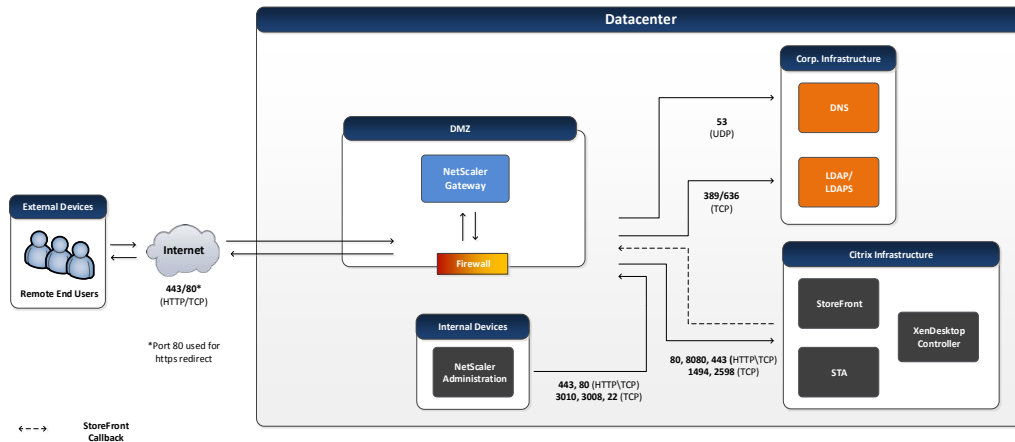 Datacenter
Corp. Infrastructure
DNS
LDAP/
LDAPS
53
(UDP)
389/636
(TCP)
DMZ
NetScaler
Gateway
Firewall
External Devices
Remote End Users
Internet
443/80*
(HTTP/TCP)
*Port 80 used for
https redirect
Internal Devices
NetScaler
Administration
443, 80 (HTTP\TCP)
3010, 3008, 22 (TCP)
Citrix Infrastructure
StoreFront
XenDesktop
Controller
STA
80, 8080, 443 (HTTP\TCP)
1494, 2598 (TCP)
StoreFront
Callback